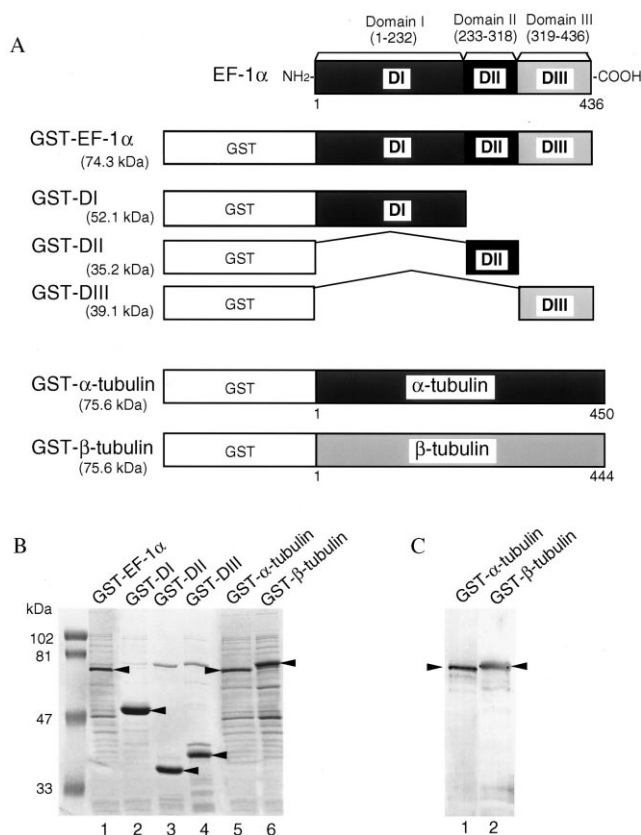 A
Domain I Domain II Domain III
(1-232) (233-318) (319-436)
EF-1α NH2- DI DII DIII -COOH
1 436
GST-EF-1α GST DI DII DIII
(74.3 kDa)
GST-DI GST DI
(52.1 kDa)
GST-DII GST DII
(35.2 kDa)
GST-DIII GST DIII
(39.1 kDa)
GST-α-tubulin GST α-tubulin
(75.6 kDa)
1 450
GST-β-tubulin GST β-tubulin
(75.6 kDa)
1 444
B
GST-EF-1α
GST-DI
GST-DII
GST-DIII
GST-α-tubulin
GST-β-tubulin
kDa
102
81
47
33
1 2 3 4 5 6
C
GST-α-tubulin
GST-β-tubulin
1 2